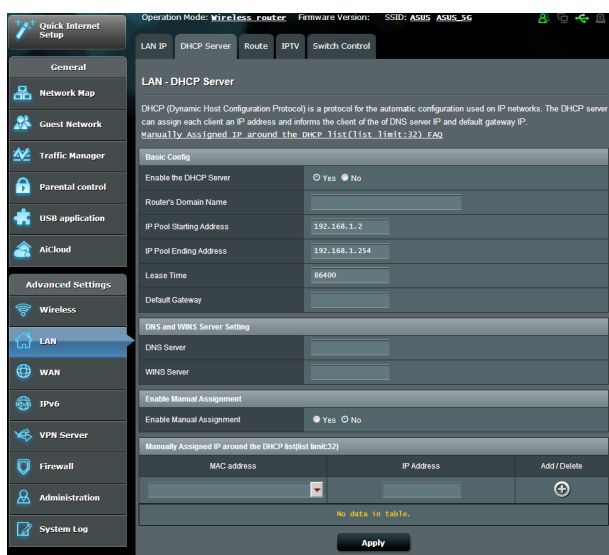 Operation Mode: Wireless router Firmware Version: SSID: ASUS ASUS_5G
Quick Internet
Setup
General
Network Map
Guest Network
Traffic Manager
Parental control
USB application
AiCloud
Advanced Settings
Wireless
LAN
WAN
IPv6
VPN Server
Firewall
Administration
System Log
LAN IP DHCP Server Route IPTV Switch Control
LAN - DHCP Server
DHCP (Dynamic Host Configuration Protocol) is a protocol for the automatic configuration used on IP networks. The DHCP server
can assign each client an IP address and informs the client of the of DNS server IP and default gateway IP.
Manually Assigned IP around the DHCP list(list limit:32) FAQ
Basic Config
Enable the DHCP Server Yes No
Router's Domain Name
IP Pool Starting Address 192.168.1.2
IP Pool Ending Address 192.168.1.254
Lease Time 86400
Default Gateway
DNS and WINS Server Setting
DNS Server
WINS Server
Enable Manual Assignment
Enable Manual Assignment Yes No
Manually Assigned IP around the DHCP list(list limit:32)
MAC address IP Address Add / Delete
No data in table.
Apply